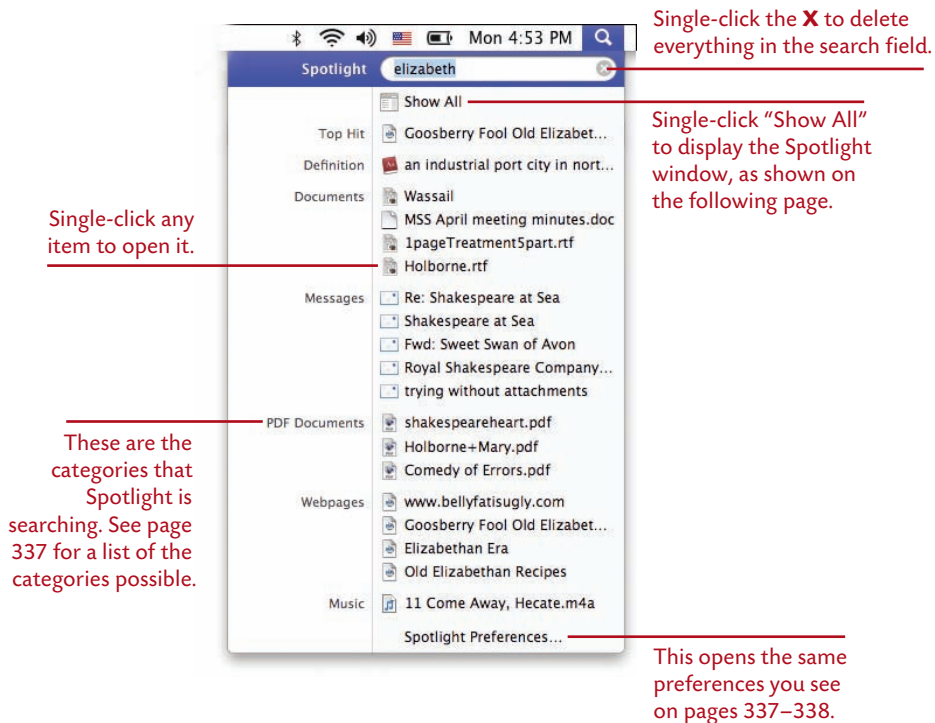 Single-click the X to delete
everything in the search field.
Mon 4:53 PM
Spotlight elizabeth
Show All
Single-click “Show All”
to display the Spotlight
window, as shown on
the following page.
Top Hit Goosberry Fool Old Elizabet...
Definition an industrial port city in nort...
Documents Wassail
MSS April meeting minutes.doc
1pageTreatment5part.rtf
Holborne.rtf
Single-click any
item to open it.
Messages Re: Shakespeare at Sea
Shakespeare at Sea
Fwd: Sweet Swan of Avon
Royal Shakespeare Company...
trying without attachments
PDF Documents shakespeareheart.pdf
Holborne+Mary.pdf
Comedy of Errors.pdf
These are the
categories that
Spotlight is
searching. See page
337 for a list of the
categories possible.
Webpages www.bellyfatisugly.com
Goosberry Fool Old Elizabet...
Elizabethan Era
Old Elizabethan Recipes
Music 11 Come Away, Hecate.m4a
Spotlight Preferences...
This opens the same
preferences you see
on pages 337–338.